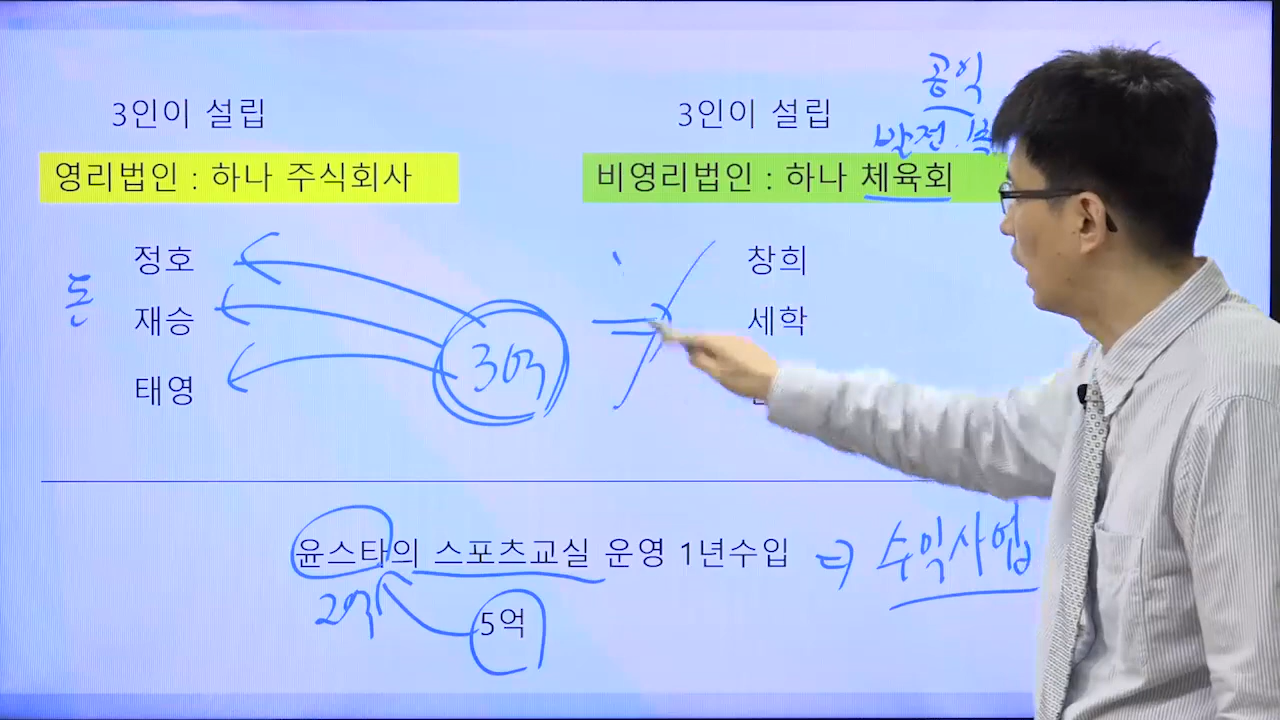 3인이 설립
영리법인 : 하나 주식회사
정호
재승
태영
돈
3억
3인이 설립
공익
발전
비영리법인 : 하나 체육회
창희
세학
윤스타의 스포츠교실 운영 1년수입
수익사업
2억
5억